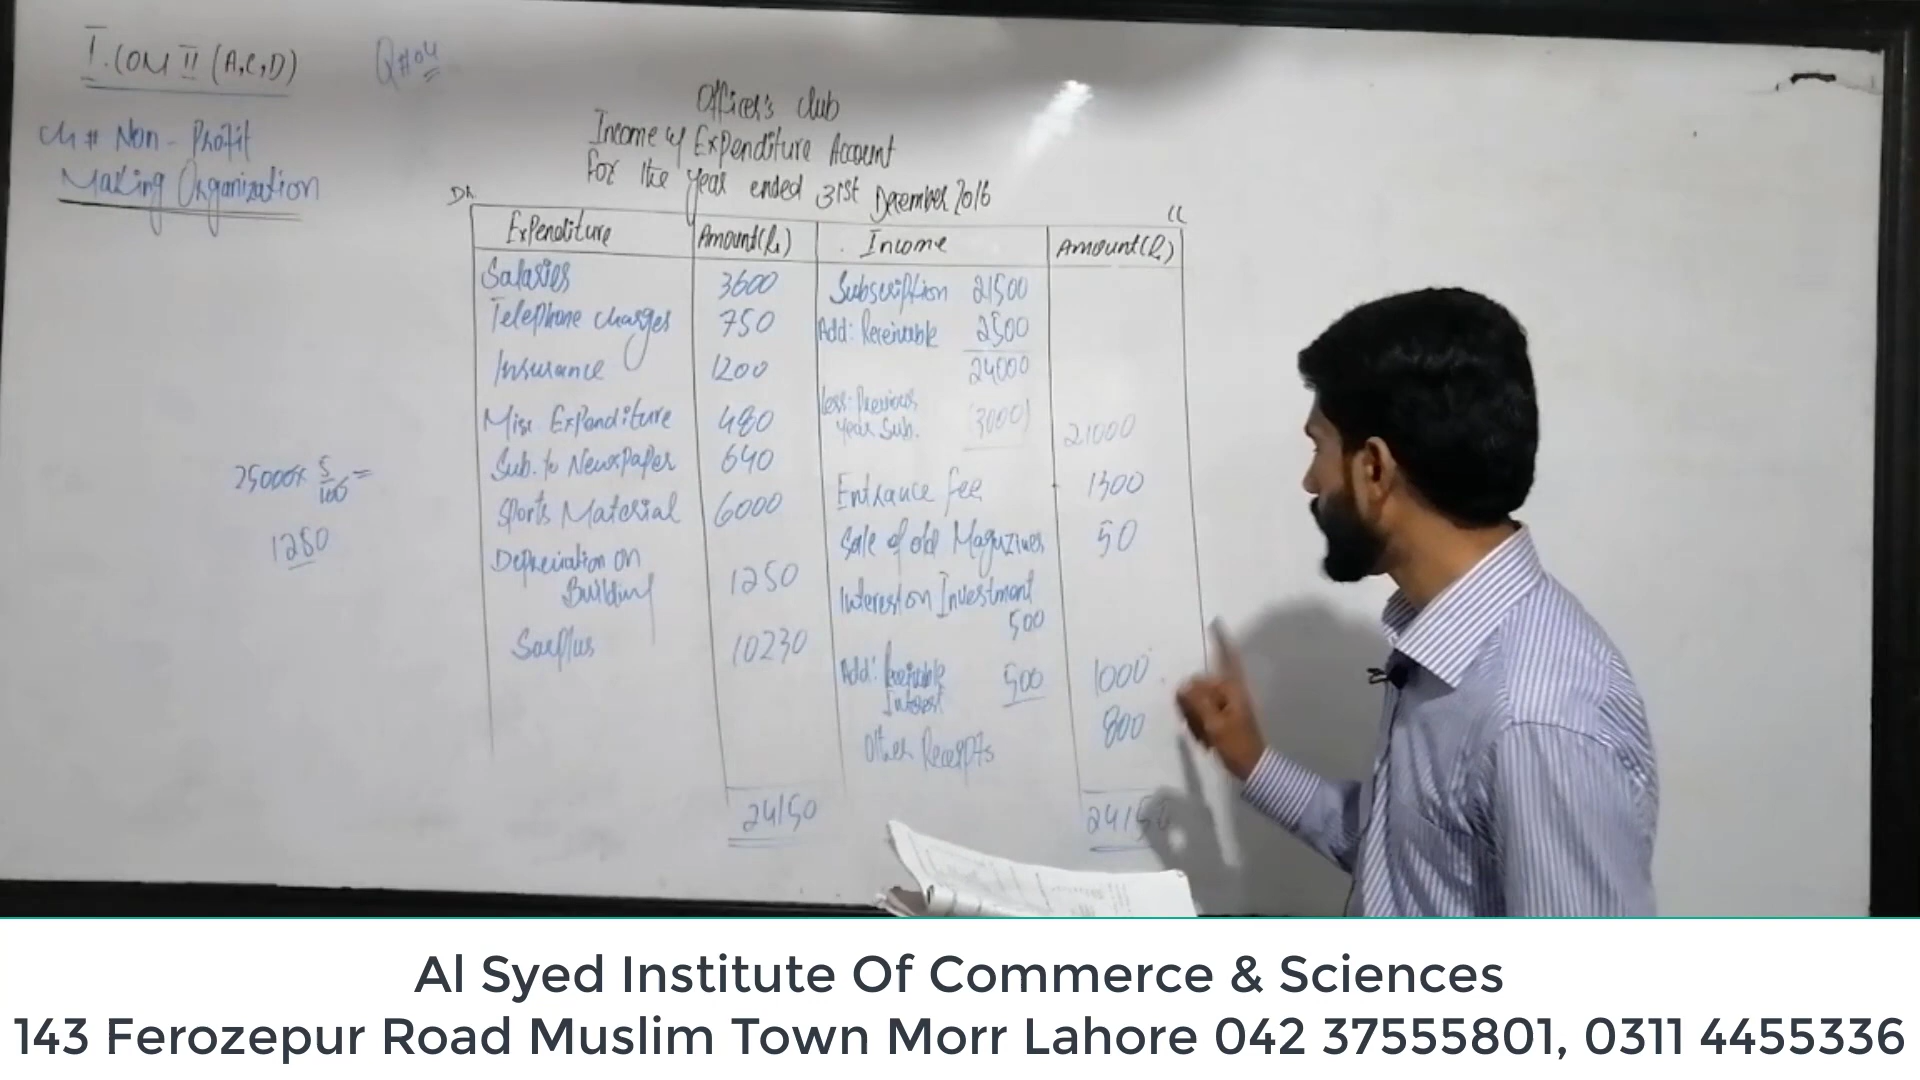 I.COM II (A,C,D)
Q#04
Ch # Non-Profit
Making Organization
Officer's club
Income & Expenditure Account
For the year ended 31st December 2016
Dr
Cr
Expenditure Amount(Rs) Income Amount(Rs)
Salaries 3600
Telephone charges 750
Insurance 1200
Misc. Expenditure 480
Sub. to Newspaper 640
Sports Material 6000
Depreciation on
Building 1250
Surplus 10230
24150
Subscription 21500
Add: Receivable 2500
24000
Less: Previous
year Sub. (3000) 21000
Entrance Fee 1300
Sale of old Magazines 50
Interest on Investment
500
Add: Receivable
Interest 500 1000
Other Receipts 800
24150
25000 x 5/100 =
1250
Al Syed Institute Of Commerce & Sciences
143 Ferozepur Road Muslim Town Morr Lahore 042 37555801, 0311 4455336